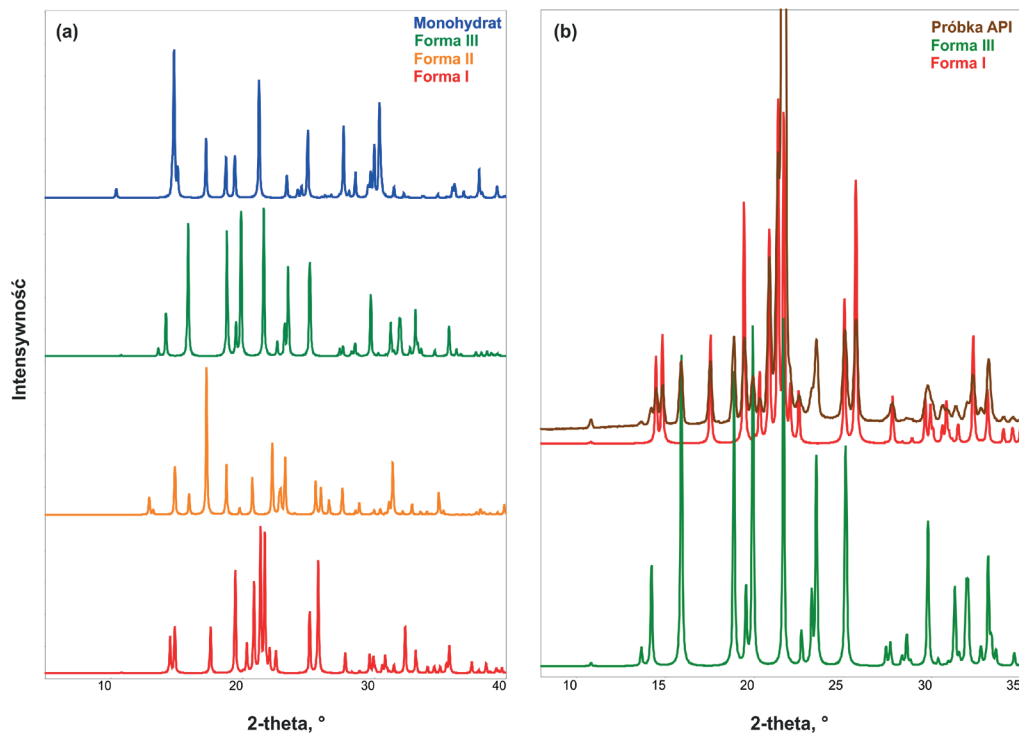 (a)
Monohydrat
Forma III
Forma II
Forma I
Intensywność
10
20
30
40
2-theta, °
(b)
Próbka API
Forma III
Forma I
10
15
20
25
30
35
2-theta, °